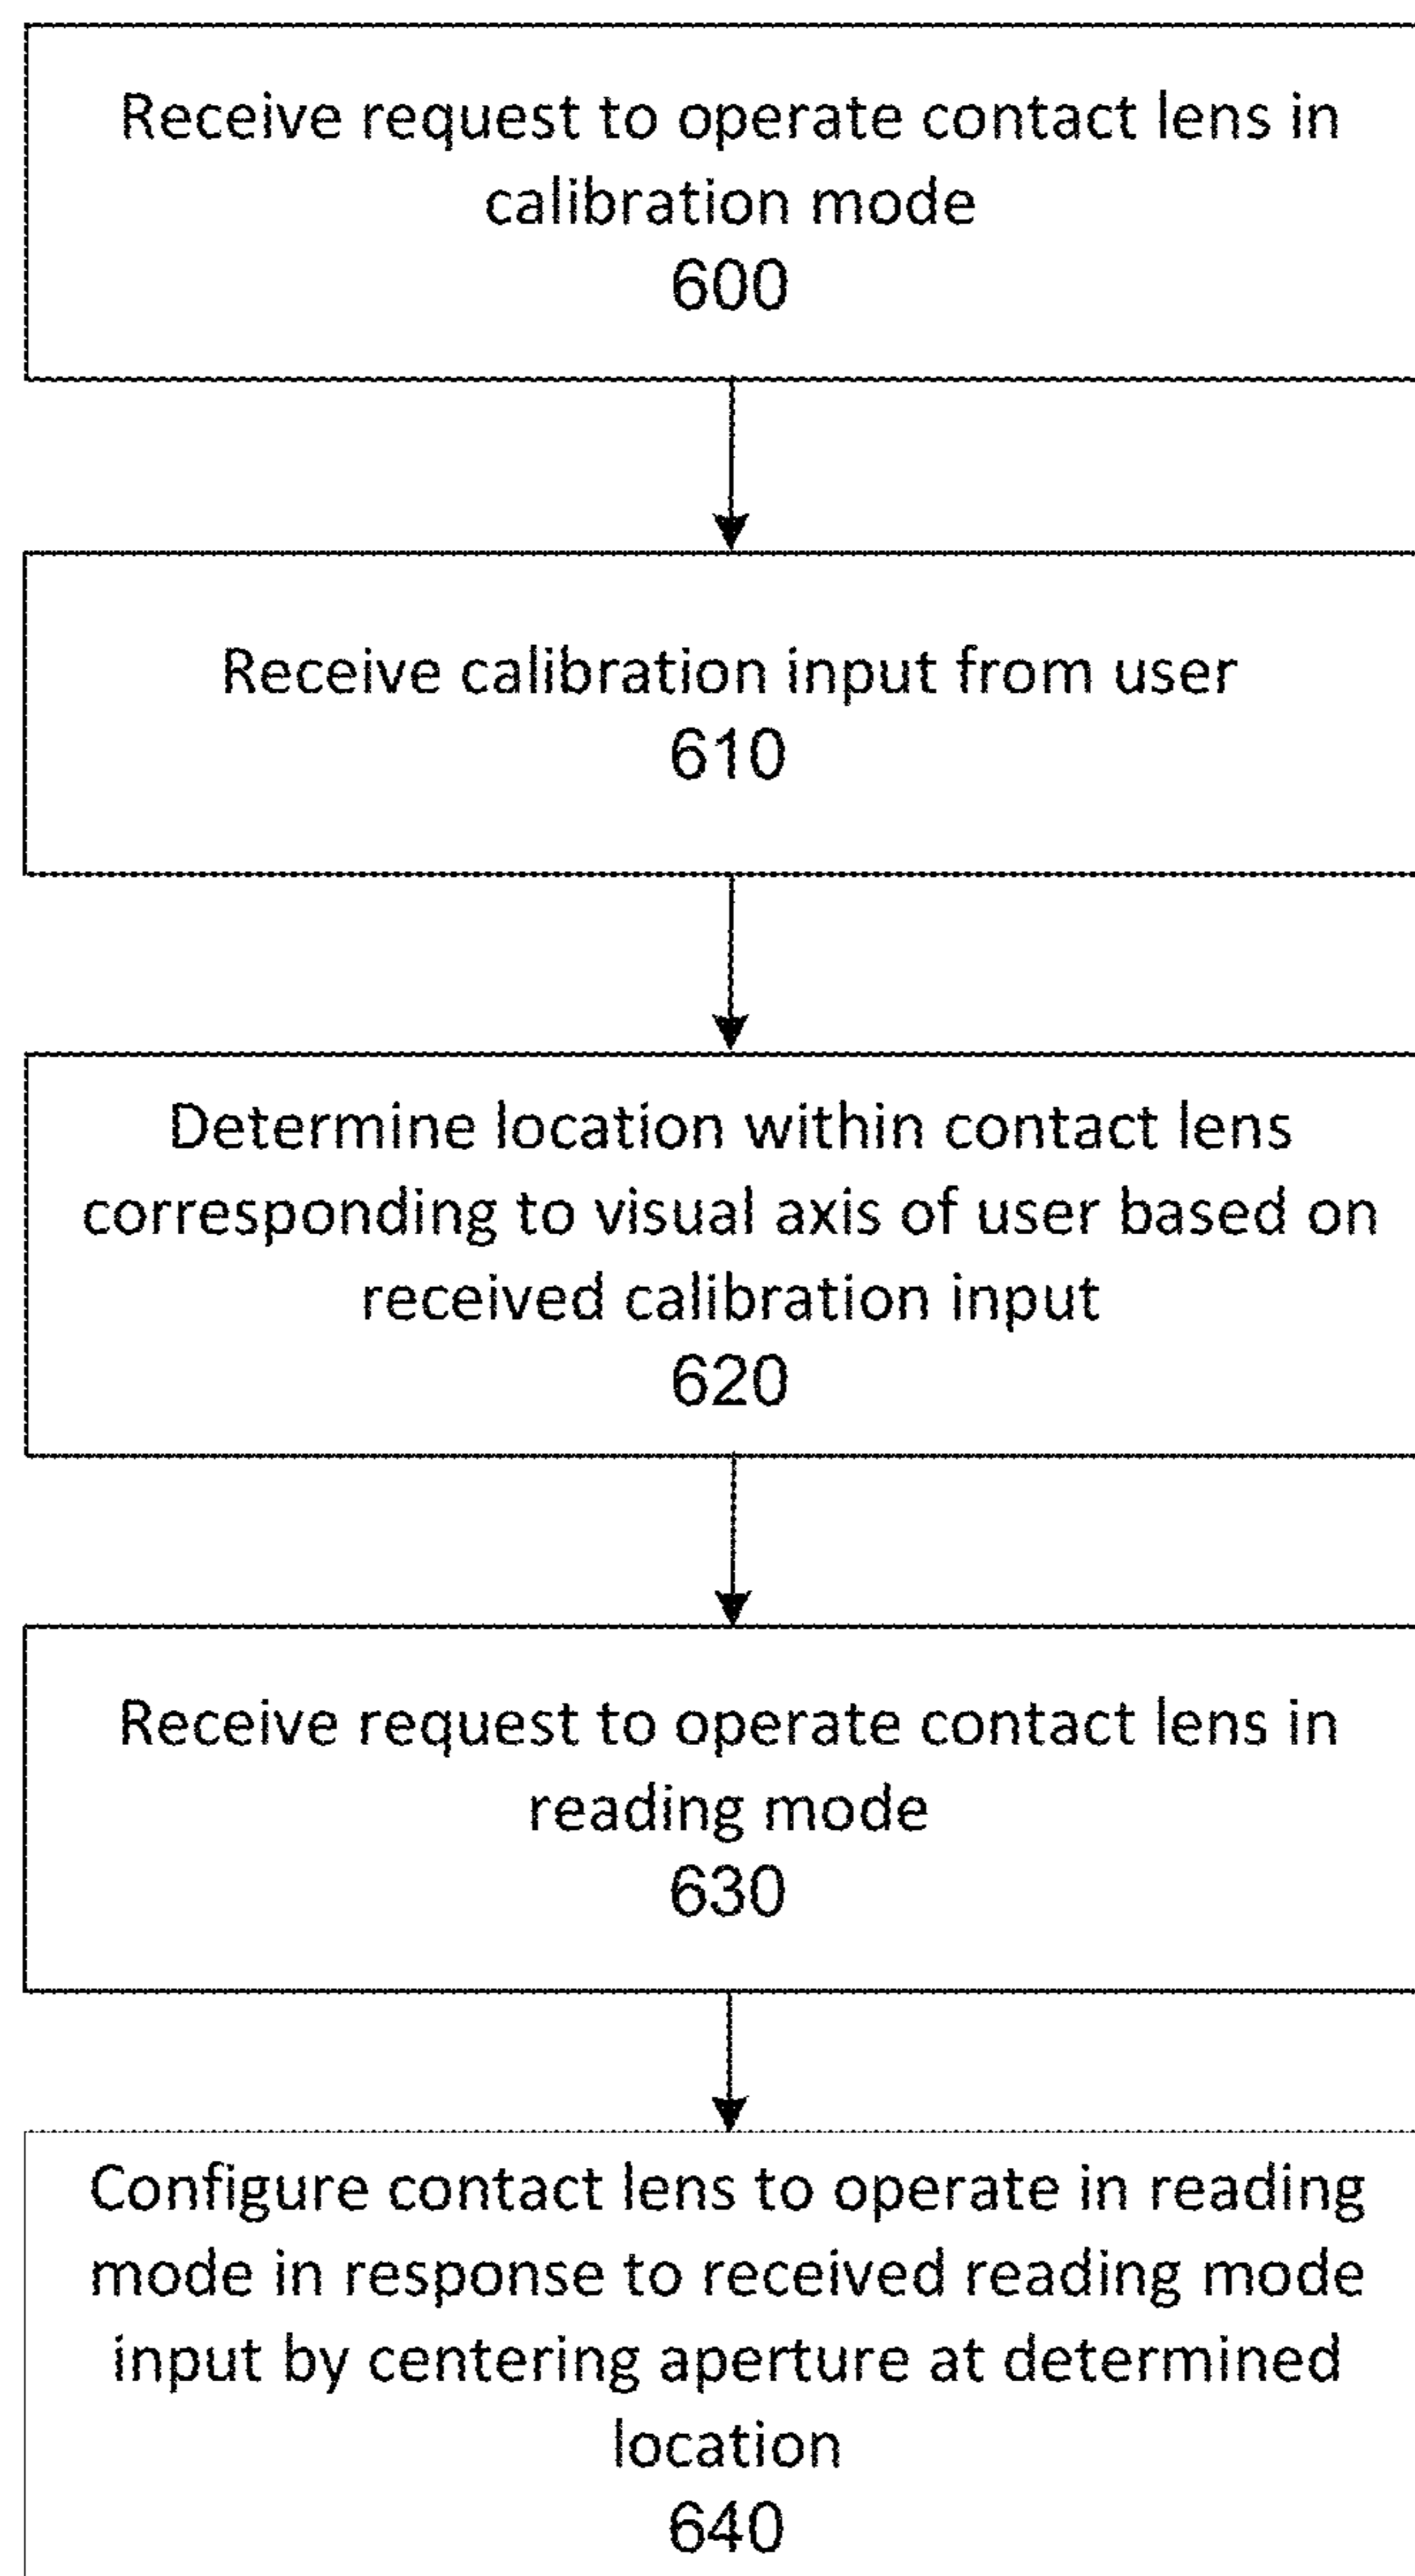 Receive request to operate contact lens in
calibration mode
600
Receive calibration input from user
610
Determine location within contact lens
corresponding to visual axis of user based on
received calibration input
620
Receive request to operate contact lens in
reading mode
630
Configure contact lens to operate in reading
mode in response to received reading mode
input by centering aperture at determined
location
640